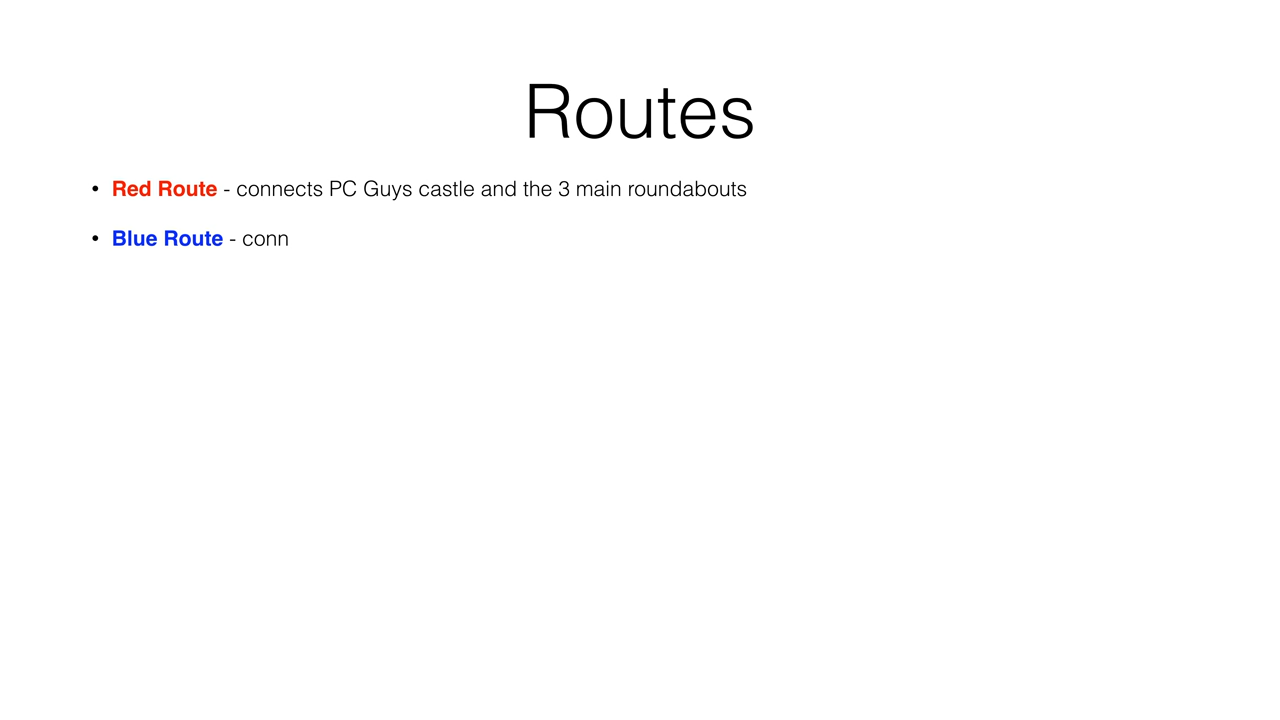 Routes
• Red Route - connects PC Guys castle and the 3 main roundabouts
• Blue Route - conn